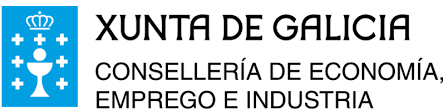 XUNTA DE GALICIA
CONSELLERÍA DE ECONOMÍA,
EMPREGO E INDUSTRIA